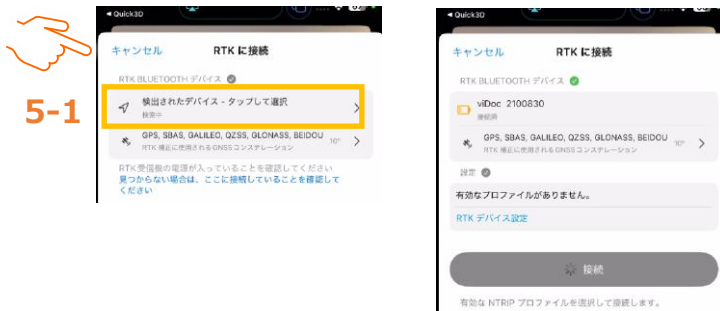 ◀ Quick3D
キャンセル RTK に接続
RTK BLUETOOTH デバイス
5-1
検出されたデバイス - タップして選択
検索中
GPS, SBAS, GALILEO, QZSS, GLONASS, BEIDOU 10°
RTK 補正に使用される GNSS コンステレーション
RTK 受信機の電源が入っていることを確認してください
見つからない場合は、ここに接続していることを確認して
ください
◀ Quick3D
キャンセル RTK に接続
RTK BLUETOOTH デバイス
viDoc 2100830
接続済
GPS, SBAS, GALILEO, QZSS, GLONASS, BEIDOU 10°
RTK 補正に使用される GNSS コンステレーション
設定
有効なプロファイルがありません。
RTK デバイス設定
接続
有効な NTRIP プロファイルを選択して接続します。